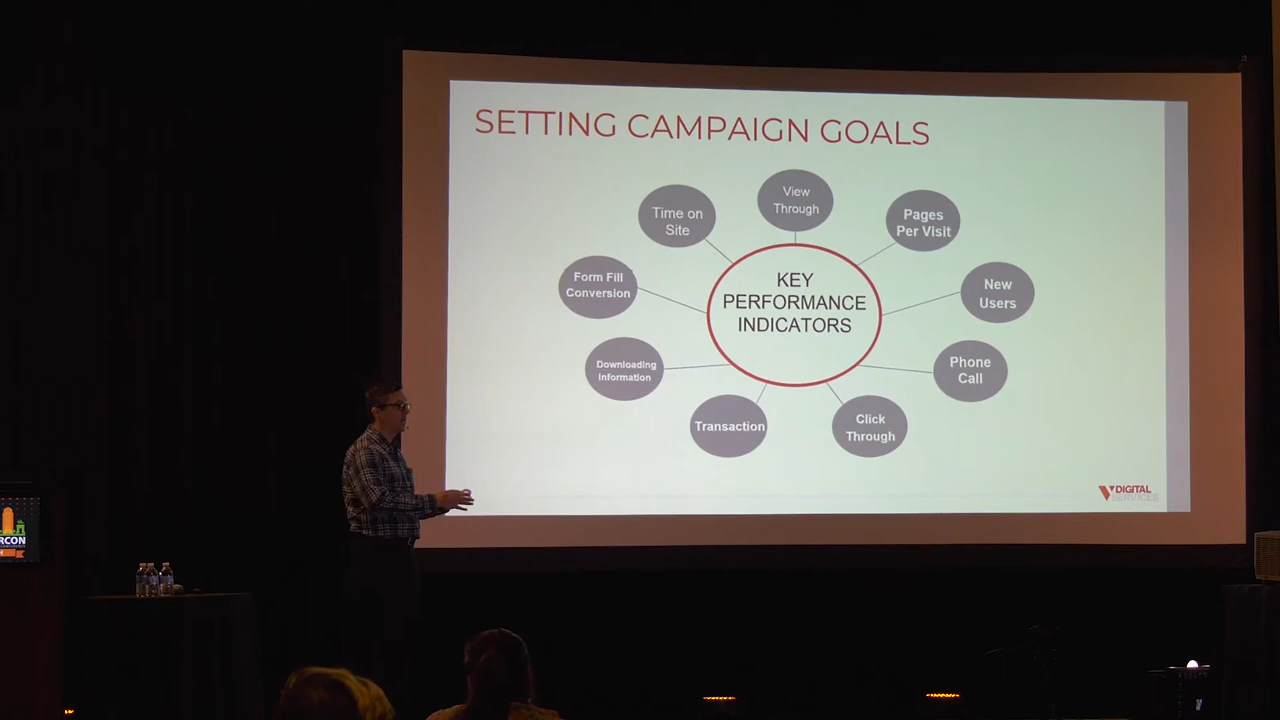 SETTING CAMPAIGN GOALS
View
Through
Time on
Site
Pages
Per Visit
Form Fill
Conversion
KEY
PERFORMANCE
INDICATORS
New
Users
Downloading
Information
Phone
Call
Transaction
Click
Through
DIGITAL
SERVICES
RCON